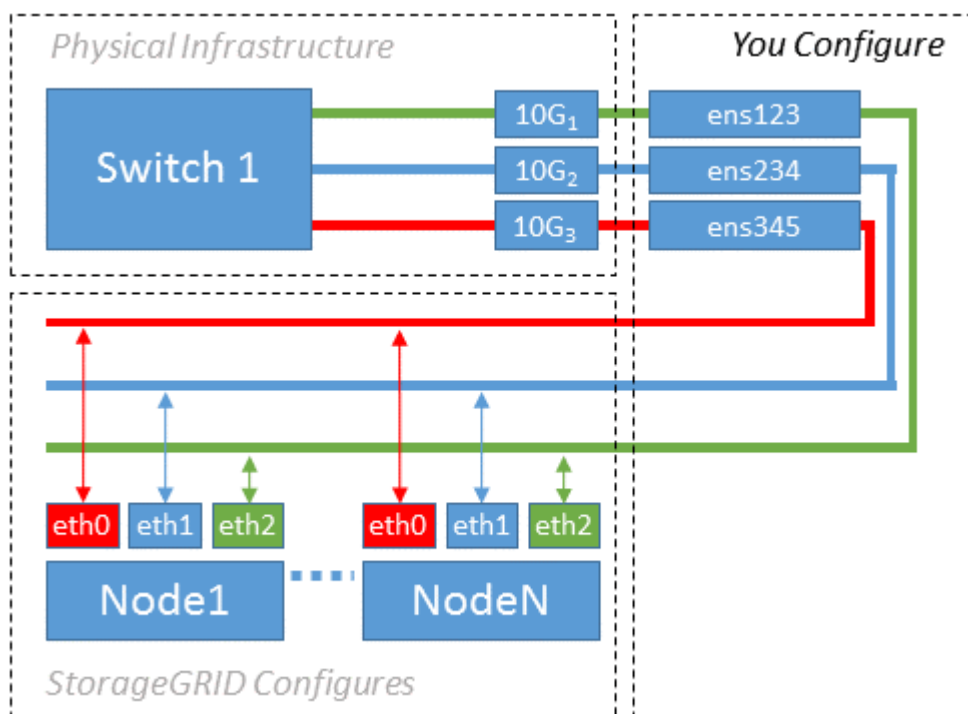 Physical Infrastructure
You Configure
Switch 1
10G₁
ens123
10G₂
ens234
10G₃
ens345
eth0
eth1
eth2
eth0
eth1
eth2
Node1
NodeN
StorageGRID Configures